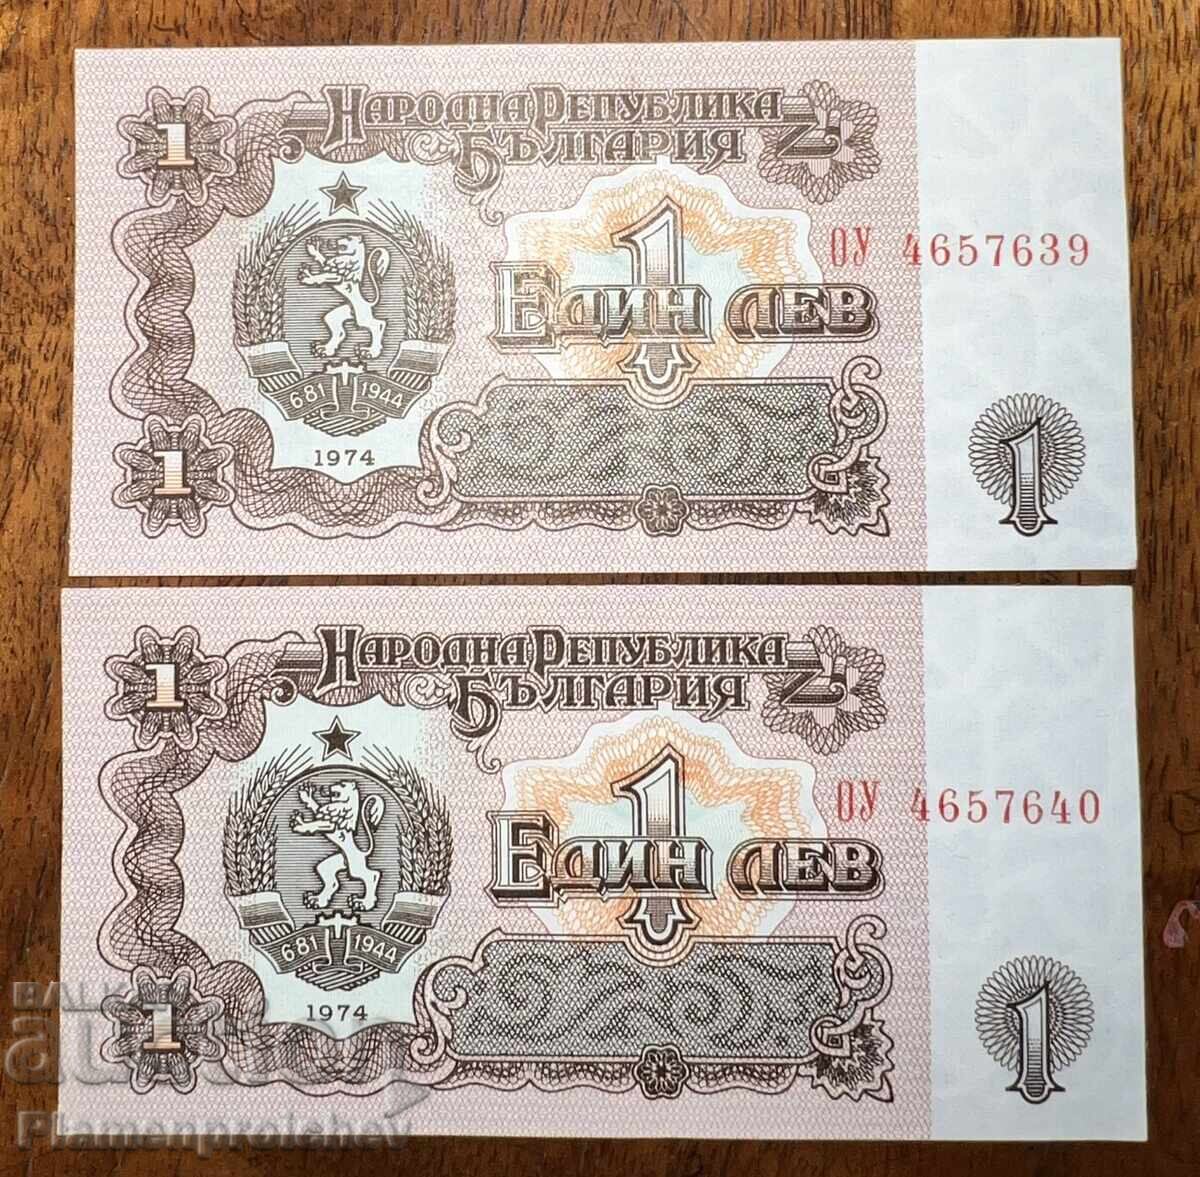 1
НАРОДНА РЕПУБЛИКА
БЪЛГАРИЯ
1
ЕДИН ЛЕВ
ОУ 4657639
681 1944
1974
1
1
1
НАРОДНА РЕПУБЛИКА
БЪЛГАРИЯ
1
ЕДИН ЛЕВ
ОУ 4657640
681 1944
1974
1
1
Plamenproichev